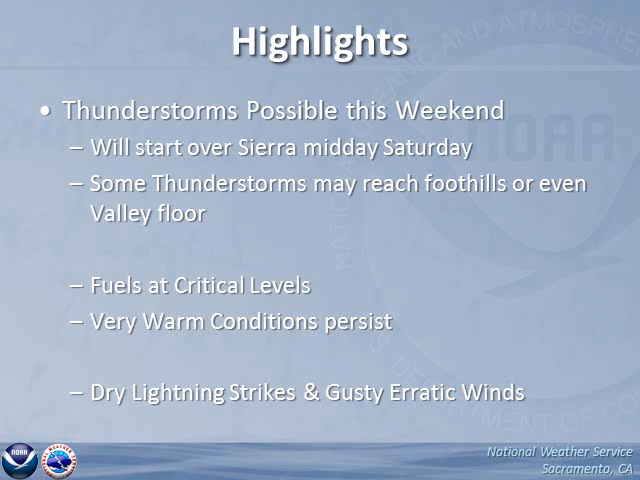 Highlights
• Thunderstorms Possible this Weekend
– Will start over Sierra midday Saturday
– Some Thunderstorms may reach foothills or even
Valley floor
– Fuels at Critical Levels
– Very Warm Conditions persist
– Dry Lightning Strikes & Gusty Erratic Winds
NOAA
National Weather Service
Sacramento, CA